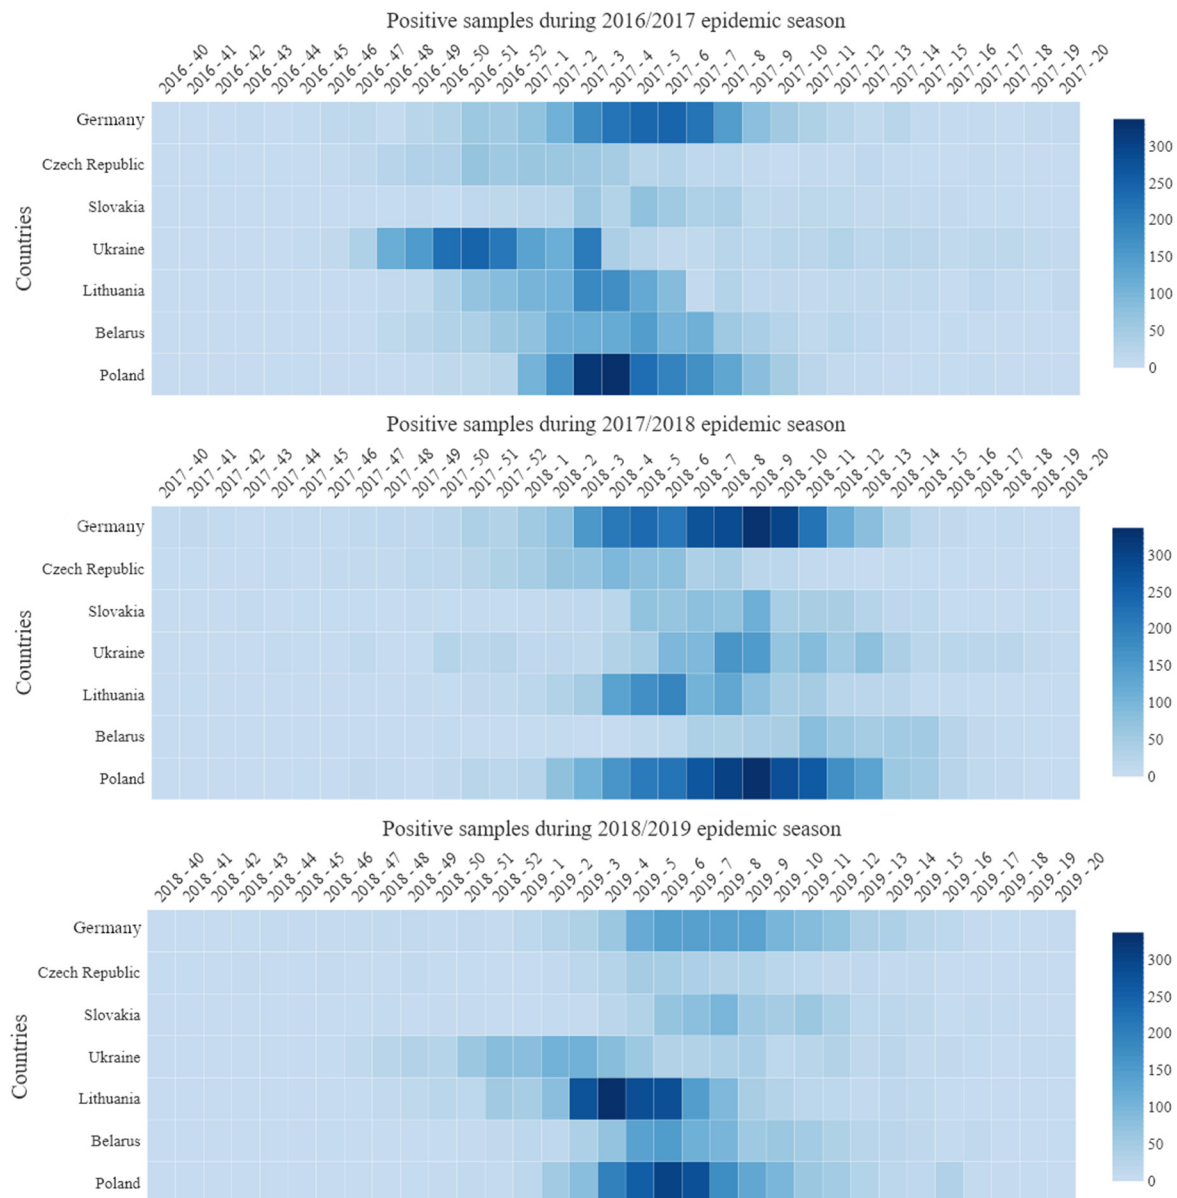 Positive samples during 2016/2017 epidemic season
2016 - 40 2016 - 41 2016 - 42 2016 - 43 2016 - 44 2016 - 45 2016 - 46 2016 - 47 2016 - 48 2016 - 49 2016 - 50 2016 - 51 2016 - 52 2017 - 1 2017 - 2 2017 - 3 2017 - 4 2017 - 5 2017 - 6 2017 - 7 2017 - 8 2017 - 9 2017 - 10 2017 - 11 2017 - 12 2017 - 13 2017 - 14 2017 - 15 2017 - 16 2017 - 17 2017 - 18 2017 - 19 2017 - 20
Countries
Germany
Czech Republic
Slovakia
Ukraine
Lithuania
Belarus
Poland
300
250
200
150
100
50
0
Positive samples during 2017/2018 epidemic season
2017 - 40 2017 - 41 2017 - 42 2017 - 43 2017 - 44 2017 - 45 2017 - 46 2017 - 47 2017 - 48 2017 - 49 2017 - 50 2017 - 51 2017 - 52 2018 - 1 2018 - 2 2018 - 3 2018 - 4 2018 - 5 2018 - 6 2018 - 7 2018 - 8 2018 - 9 2018 - 10 2018 - 11 2018 - 12 2018 - 13 2018 - 14 2018 - 15 2018 - 16 2018 - 17 2018 - 18 2018 - 19 2018 - 20
Countries
Germany
Czech Republic
Slovakia
Ukraine
Lithuania
Belarus
Poland
300
250
200
150
100
50
0
Positive samples during 2018/2019 epidemic season
2018 - 40 2018 - 41 2018 - 42 2018 - 43 2018 - 44 2018 - 45 2018 - 46 2018 - 47 2018 - 48 2018 - 49 2018 - 50 2018 - 51 2018 - 52 2019 - 1 2019 - 2 2019 - 3 2019 - 4 2019 - 5 2019 - 6 2019 - 7 2019 - 8 2019 - 9 2019 - 10 2019 - 11 2019 - 12 2019 - 13 2019 - 14 2019 - 15 2019 - 16 2019 - 17 2019 - 18 2019 - 19 2019 - 20
Countries
Germany
Czech Republic
Slovakia
Ukraine
Lithuania
Belarus
Poland
300
250
200
150
100
50
0